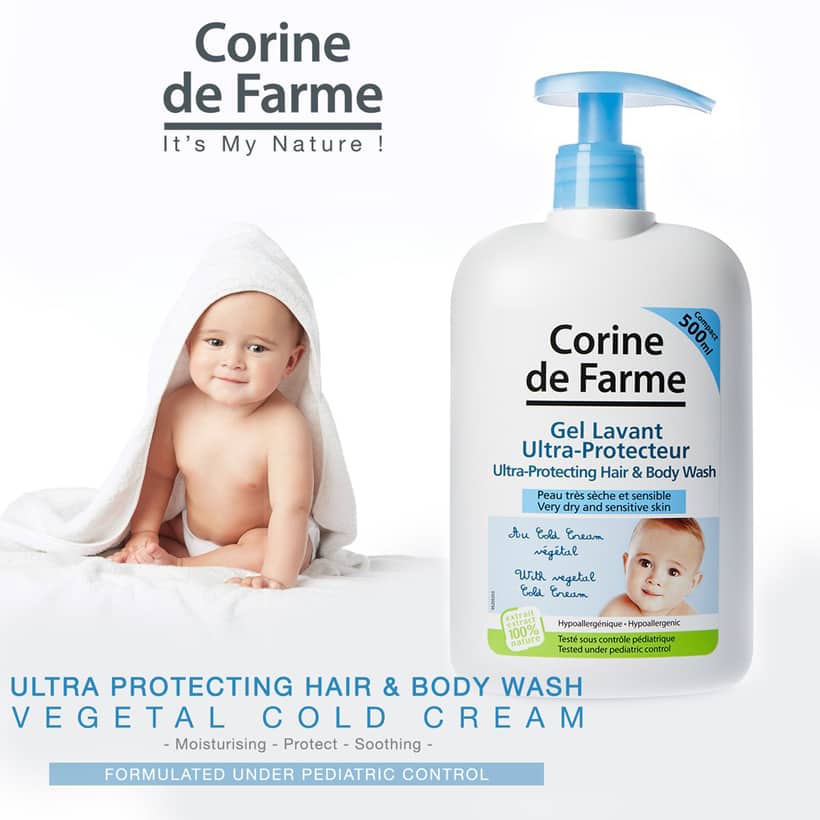 Corine
de Farme
It's My Nature !
Compact
500ml
Corine
de Farme
Gel Lavant
Ultra-Protecteur
Ultra-Protecting Hair & Body Wash
Peau très sèche et sensible
Very dry and sensitive skin
Au Cold Cream
végétal
With vegetal
Cold Cream
extrait
extract
100%
nature
Hypoallergénique • Hypoallergenic
Testé sous contrôle pédiatrique
Tested under pediatric control
ULTRA PROTECTING HAIR & BODY WASH
VEGETAL COLD CREAM
- Moisturising - Protect - Soothing -
FORMULATED UNDER PEDIATRIC CONTROL